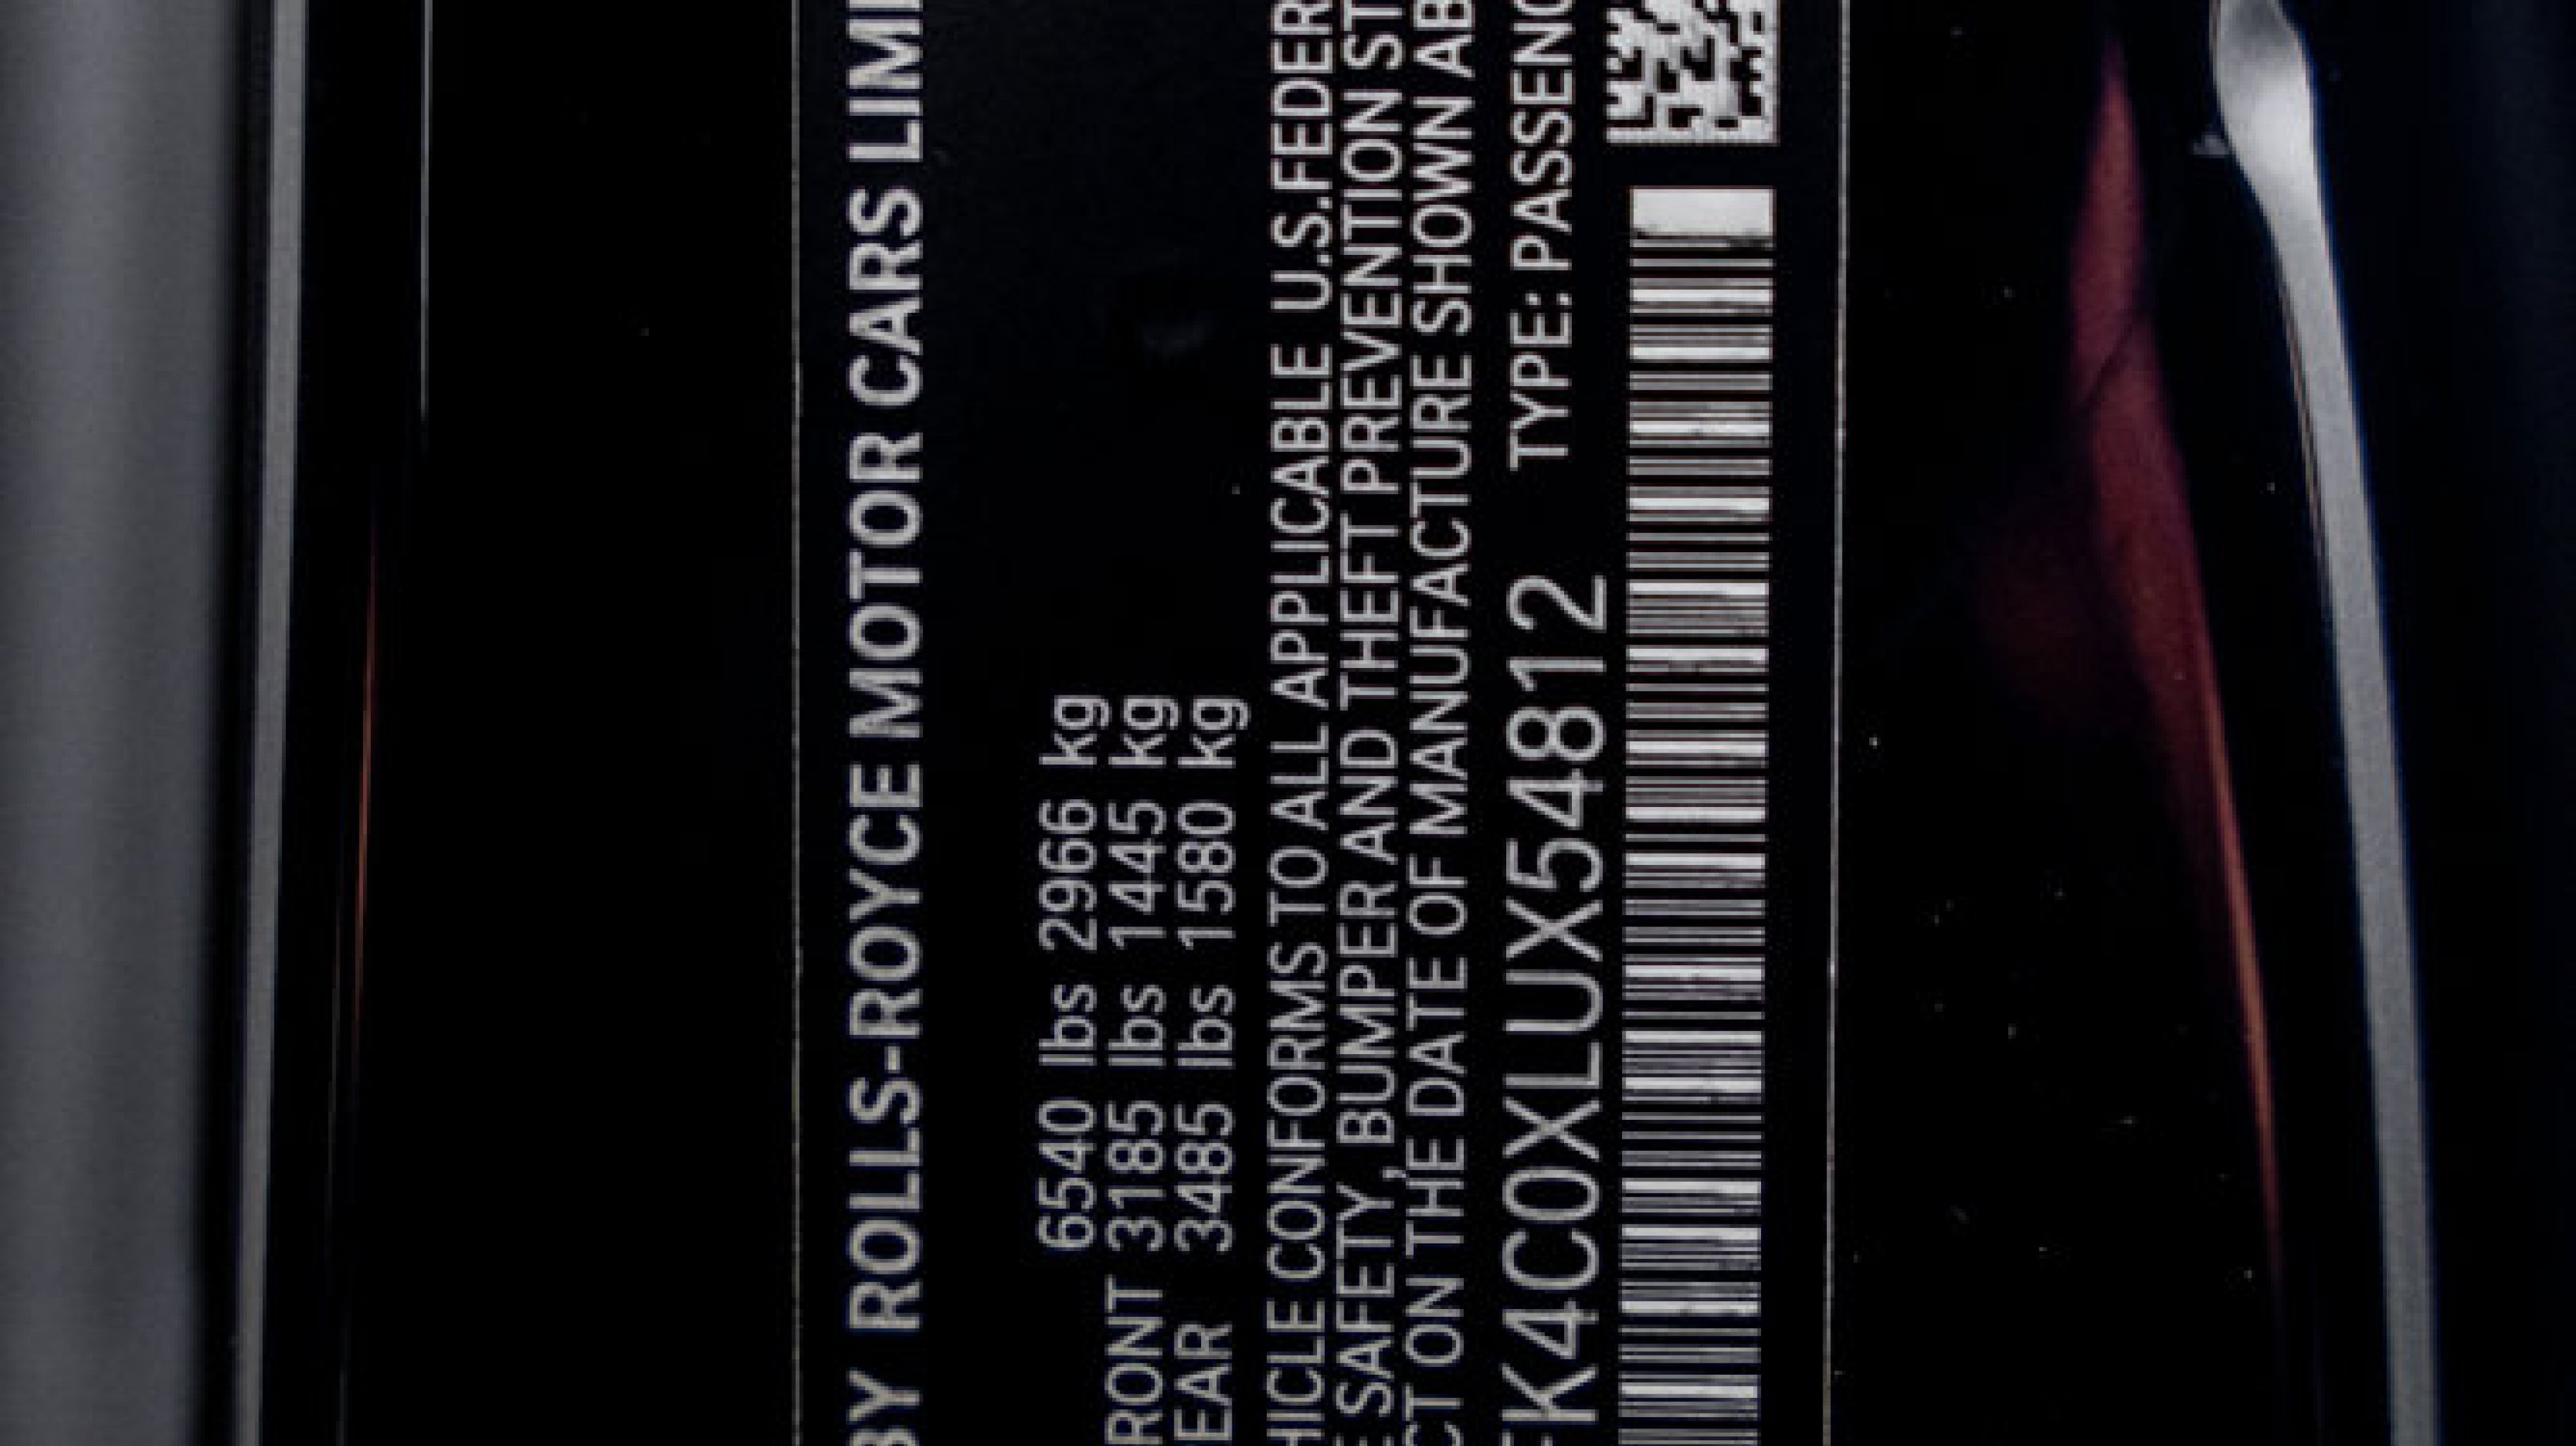 BY ROLLS-ROYCE MOTOR CARS LIMI
6540 lbs 2966 kg
RONT 3185 lbs 1445 kg
EAR 3485 lbs 1580 kg
HICLE CONFORMS TO ALL APPLICABLE U.S.FEDER
E SAFETY, BUMPER AND THEFT PREVENTION ST
CT ON THE DATE OF MANUFACTURE SHOWN AB
FK4C0XLUX54812 TYPE: PASSENG